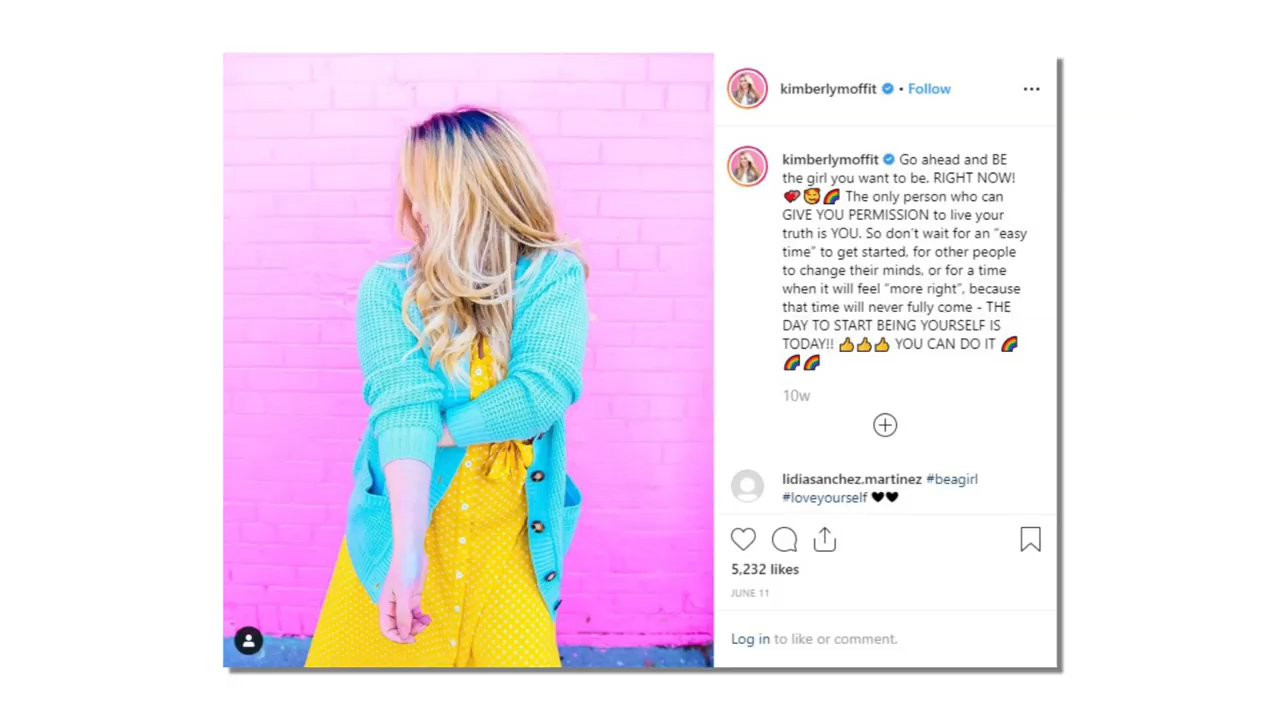 kimberlymoffit • Follow
kimberlymoffit Go ahead and BE
the girl you want to be. RIGHT NOW!
💞🥰🌈 The only person who can
GIVE YOU PERMISSION to live your
truth is YOU. So don't wait for an "easy
time" to get started, for other people
to change their minds, or for a time
when it will feel "more right", because
that time will never fully come - THE
DAY TO START BEING YOURSELF IS
TODAY!! 👍👍👍 YOU CAN DO IT 🌈
🌈🌈
10w
lidiasanchez.martinez #beagirl
#loveyourself 🖤🖤
5,232 likes
JUNE 11
Log in to like or comment.